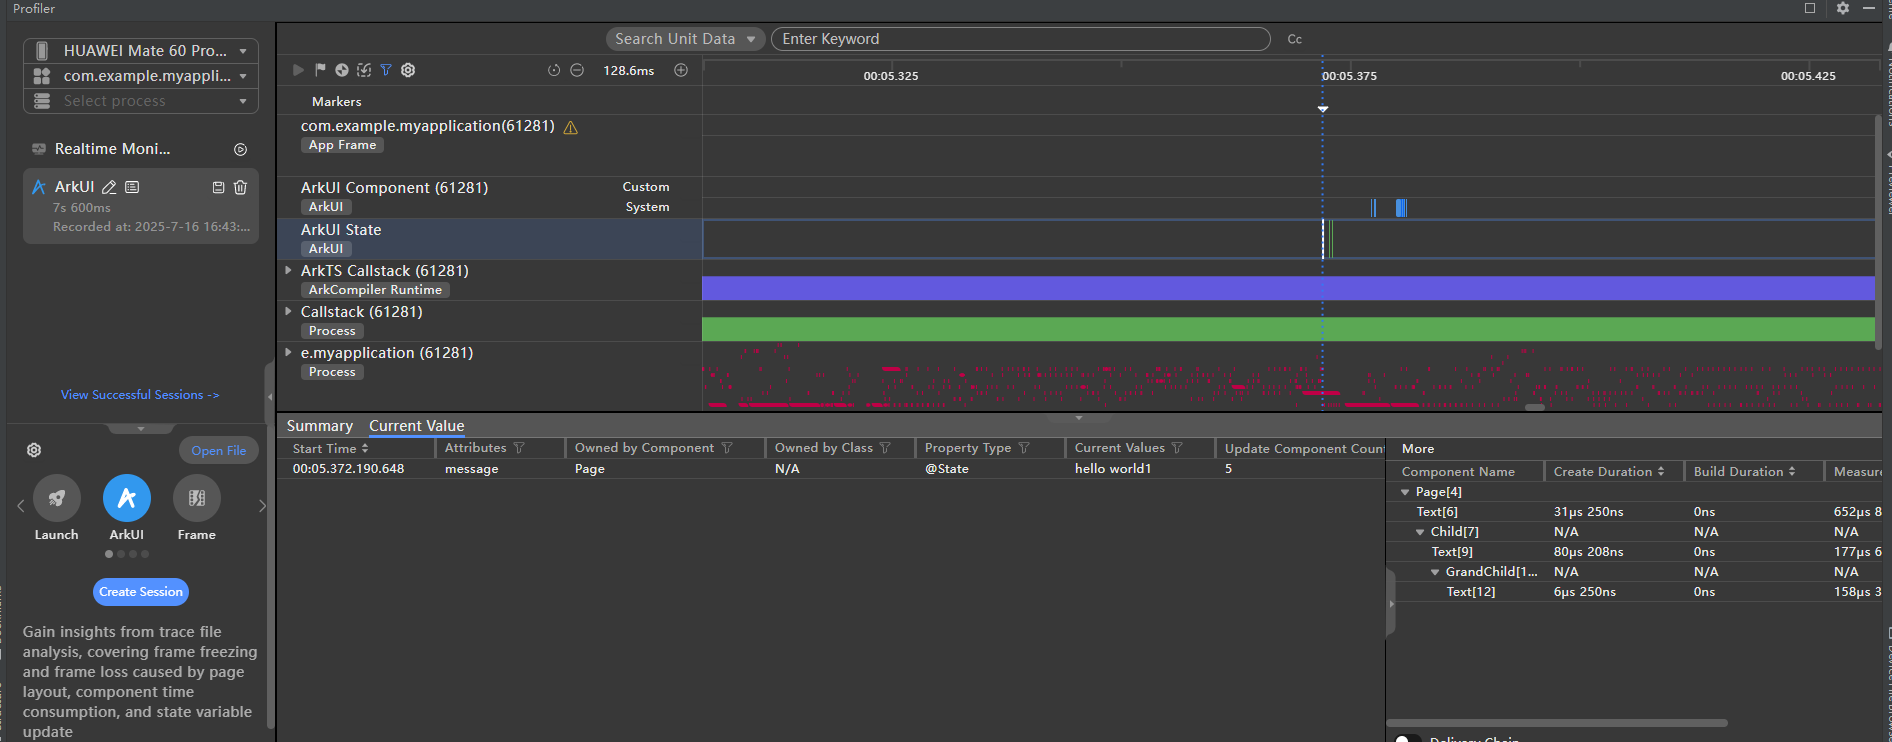 Profiler
HUAWEI Mate 60 Pro...
com.example.myappli...
Select process
Realtime Moni...
ArkUI
7s 600ms
Recorded at: 2025-7-16 16:43:...
View Successful Sessions ->
Open File
Launch
ArkUI
Frame
Create Session
Gain insights from trace file
analysis, covering frame freezing
and frame loss caused by page
layout, component time
consumption, and state variable
update
Search Unit Data
Enter Keyword
Cc
128.6ms
00:05.325
00:05.375
00:05.425
Markers
com.example.myapplication(61281)
App Frame
ArkUI Component (61281)
Custom
ArkUI
System
ArkUI State
ArkUI
ArkTS Callstack (61281)
ArkCompiler Runtime
Callstack (61281)
Process
e.myapplication (61281)
Process
Summary Current Value
Start Time Attributes Owned by Component Owned by Class Property Type Current Values Update Component Coun
00:05.372.190.648 message Page N/A @State hello world1 5
More
Component Name Create Duration Build Duration Measure
Page[4]
Text[6] 31μs 250ns 0ns 652μs 8
Child[7] N/A N/A N/A
Text[9] 80μs 208ns 0ns 177μs 6
GrandChild[1... N/A N/A N/A
Text[12] 6μs 250ns 0ns 158μs 3